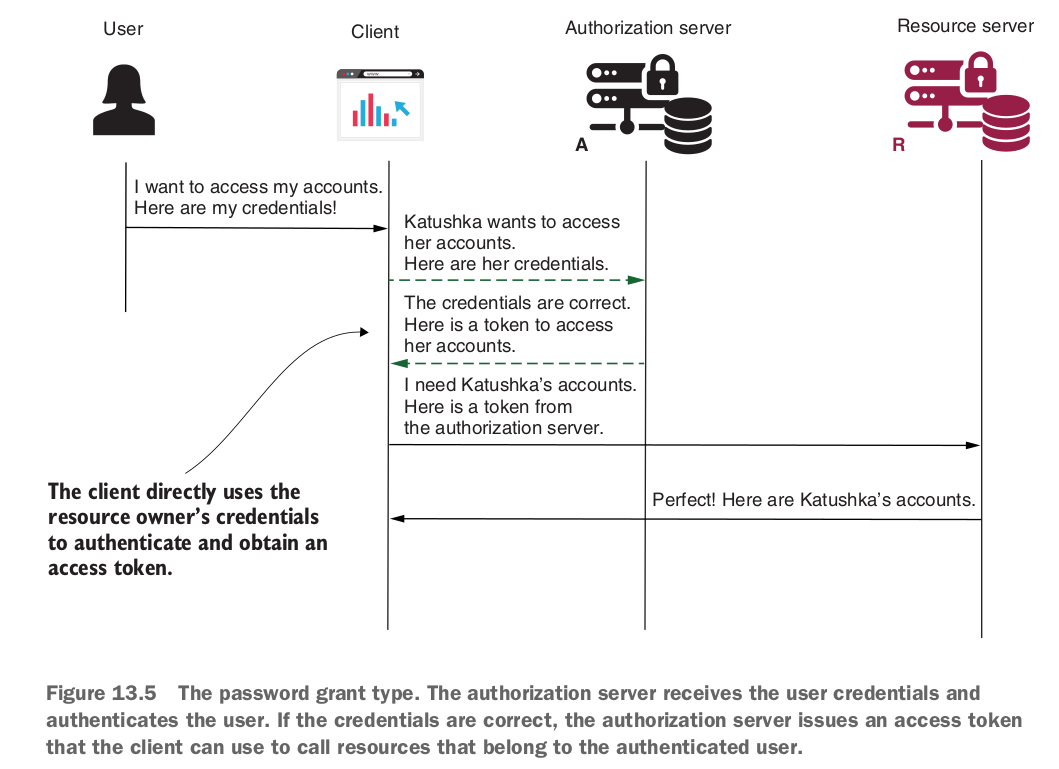 User
Client
Authorization server
Resource server
www.
A
R
I want to access my accounts.
Here are my credentials!
Katushka wants to access
her accounts.
Here are her credentials.
The credentials are correct.
Here is a token to access
her accounts.
I need Katushka’s accounts.
Here is a token from
the authorization server.
Perfect! Here are Katushka’s accounts.
The client directly uses the
resource owner’s credentials
to authenticate and obtain an
access token.
Figure 13.5 The password grant type. The authorization server receives the user credentials and
authenticates the user. If the credentials are correct, the authorization server issues an access token
that the client can use to call resources that belong to the authenticated user.